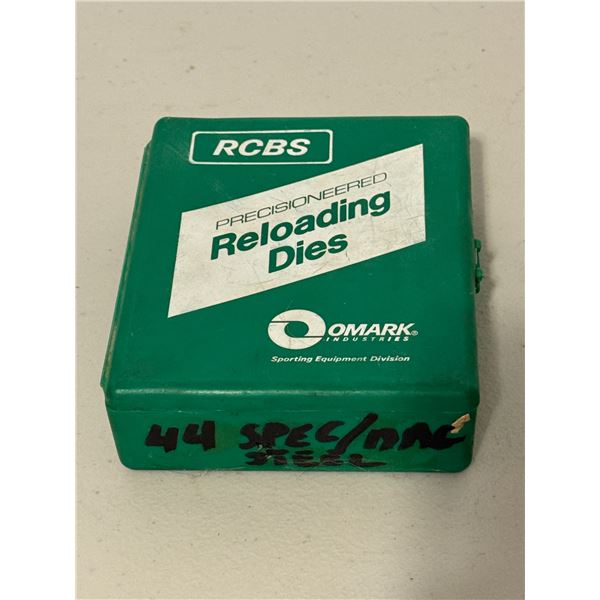 RCBS
PRECISIONEERED
Reloading
Dies
OMARK®
INDUSTRIES
Sporting Equipment Division
44 SPEC/MAG
STEEL